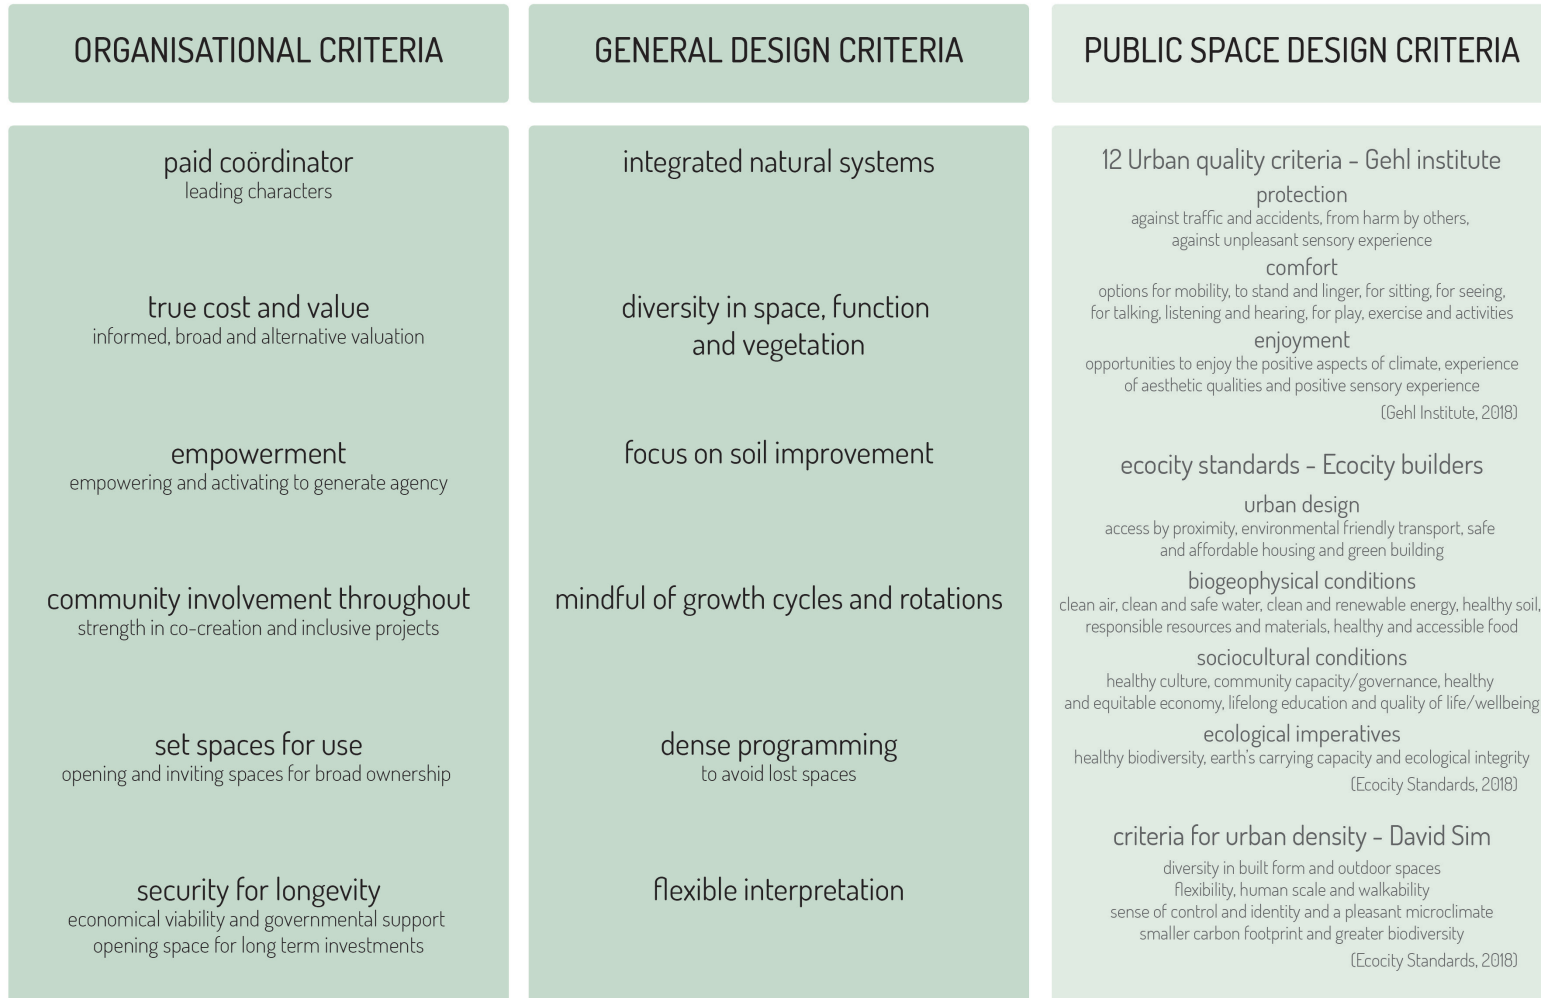 ORGANISATIONAL CRITERIA
paid coördinator
leading characters
true cost and value
informed, broad and alternative valuation
empowerment
empowering and activating to generate agency
community involvement throughout
strength in co-creation and inclusive projects
set spaces for use
opening and inviting spaces for broad ownership
security for longevity
economical viability and governmental support
opening space for long term investments
GENERAL DESIGN CRITERIA
integrated natural systems
diversity in space, function
and vegetation
focus on soil improvement
mindful of growth cycles and rotations
dense programming
to avoid lost spaces
flexible interpretation
PUBLIC SPACE DESIGN CRITERIA
12 Urban quality criteria - Gehl institute
protection
against traffic and accidents, from harm by others,
against unpleasant sensory experience
comfort
options for mobility, to stand and linger, for sitting, for seeing,
for talking, listening and hearing, for play, exercise and activities
enjoyment
opportunities to enjoy the positive aspects of climate, experience
of aesthetic qualities and positive sensory experience
(Gehl Institute, 2018)
ecocity standards - Ecocity builders
urban design
access by proximity, environmental friendly transport, safe
and affordable housing and green building
biogeophysical conditions
clean air, clean and safe water, clean and renewable energy, healthy soil,
responsible resources and materials, healthy and accessible food
sociocultural conditions
healthy culture, community capacity/governance, healthy
and equitable economy, lifelong education and quality of life/wellbeing
ecological imperatives
healthy biodiversity, earth's carrying capacity and ecological integrity
(Ecocity Standards, 2018)
criteria for urban density - David Sim
diversity in built form and outdoor spaces
flexibility, human scale and walkability
sense of control and identity and a pleasant microclimate
smaller carbon footprint and greater biodiversity
(Ecocity Standards, 2018)